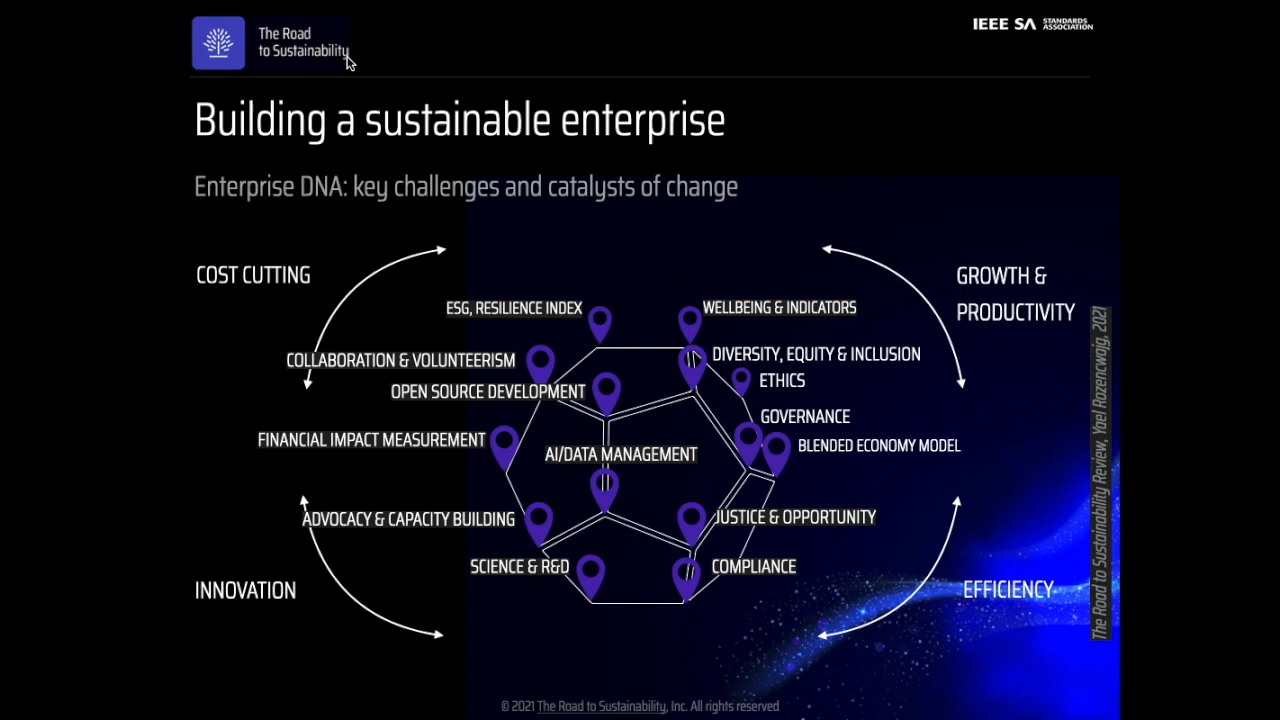 The Road
to Sustainability
IEEE SA STANDARDS
ASSOCIATION
Building a sustainable enterprise
Enterprise DNA: key challenges and catalysts of change
COST CUTTING
GROWTH &
PRODUCTIVITY
ESG, RESILIENCE INDEX
WELLBEING & INDICATORS
COLLABORATION & VOLUNTEERISM
DIVERSITY, EQUITY & INCLUSION
OPEN SOURCE DEVELOPMENT
ETHICS
GOVERNANCE
FINANCIAL IMPACT MEASUREMENT
AI/DATA MANAGEMENT
BLENDED ECONOMY MODEL
ADVOCACY & CAPACITY BUILDING
JUSTICE & OPPORTUNITY
SCIENCE & R&D
COMPLIANCE
INNOVATION
EFFICIENCY
The Road to Sustainability Review, Yael Rozencwajg, 2021
© 2021 The Road to Sustainability, Inc. All rights reserved